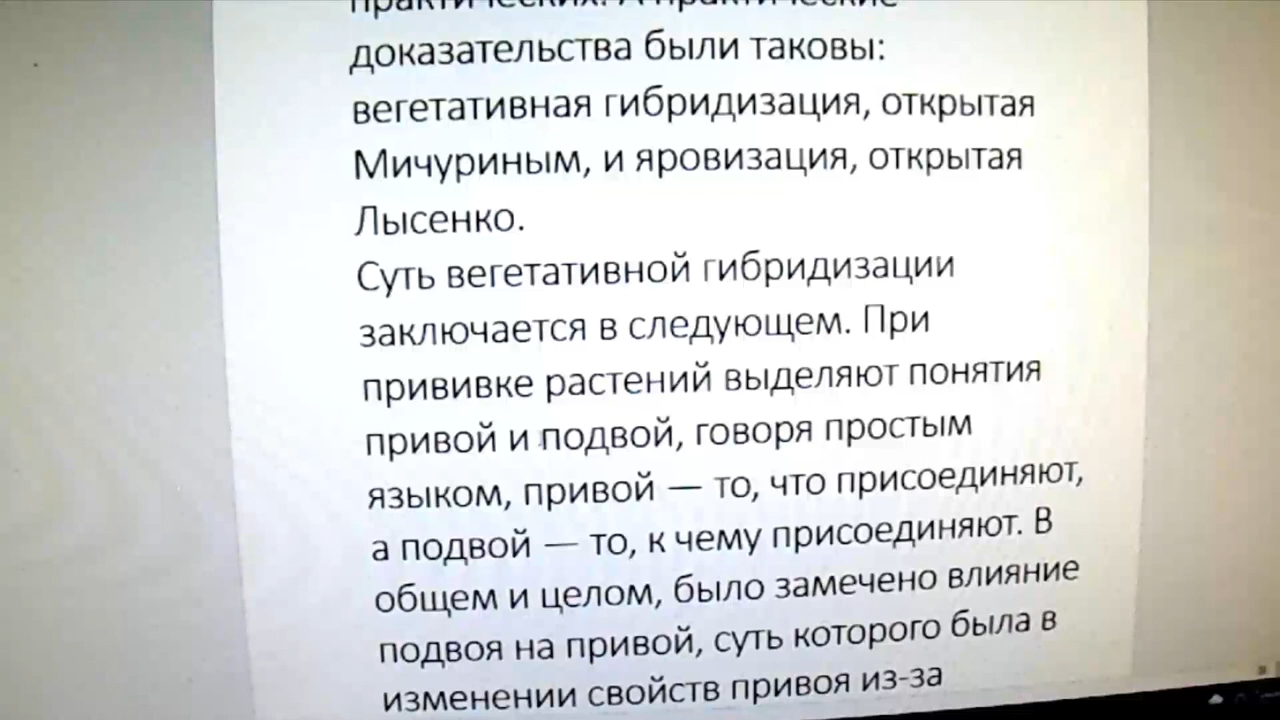 практических. А практические
доказательства были таковы:
вегетативная гибридизация, открытая
Мичуриным, и яровизация, открытая
Лысенко.
Суть вегетативной гибридизации
заключается в следующем. При
прививке растений выделяют понятия
привой и подвой, говоря простым
языком, привой — то, что присоединяют,
а подвой — то, к чему присоединяют. В
общем и целом, было замечено влияние
подвоя на привой, суть которого была в
изменении свойств привоя из-за